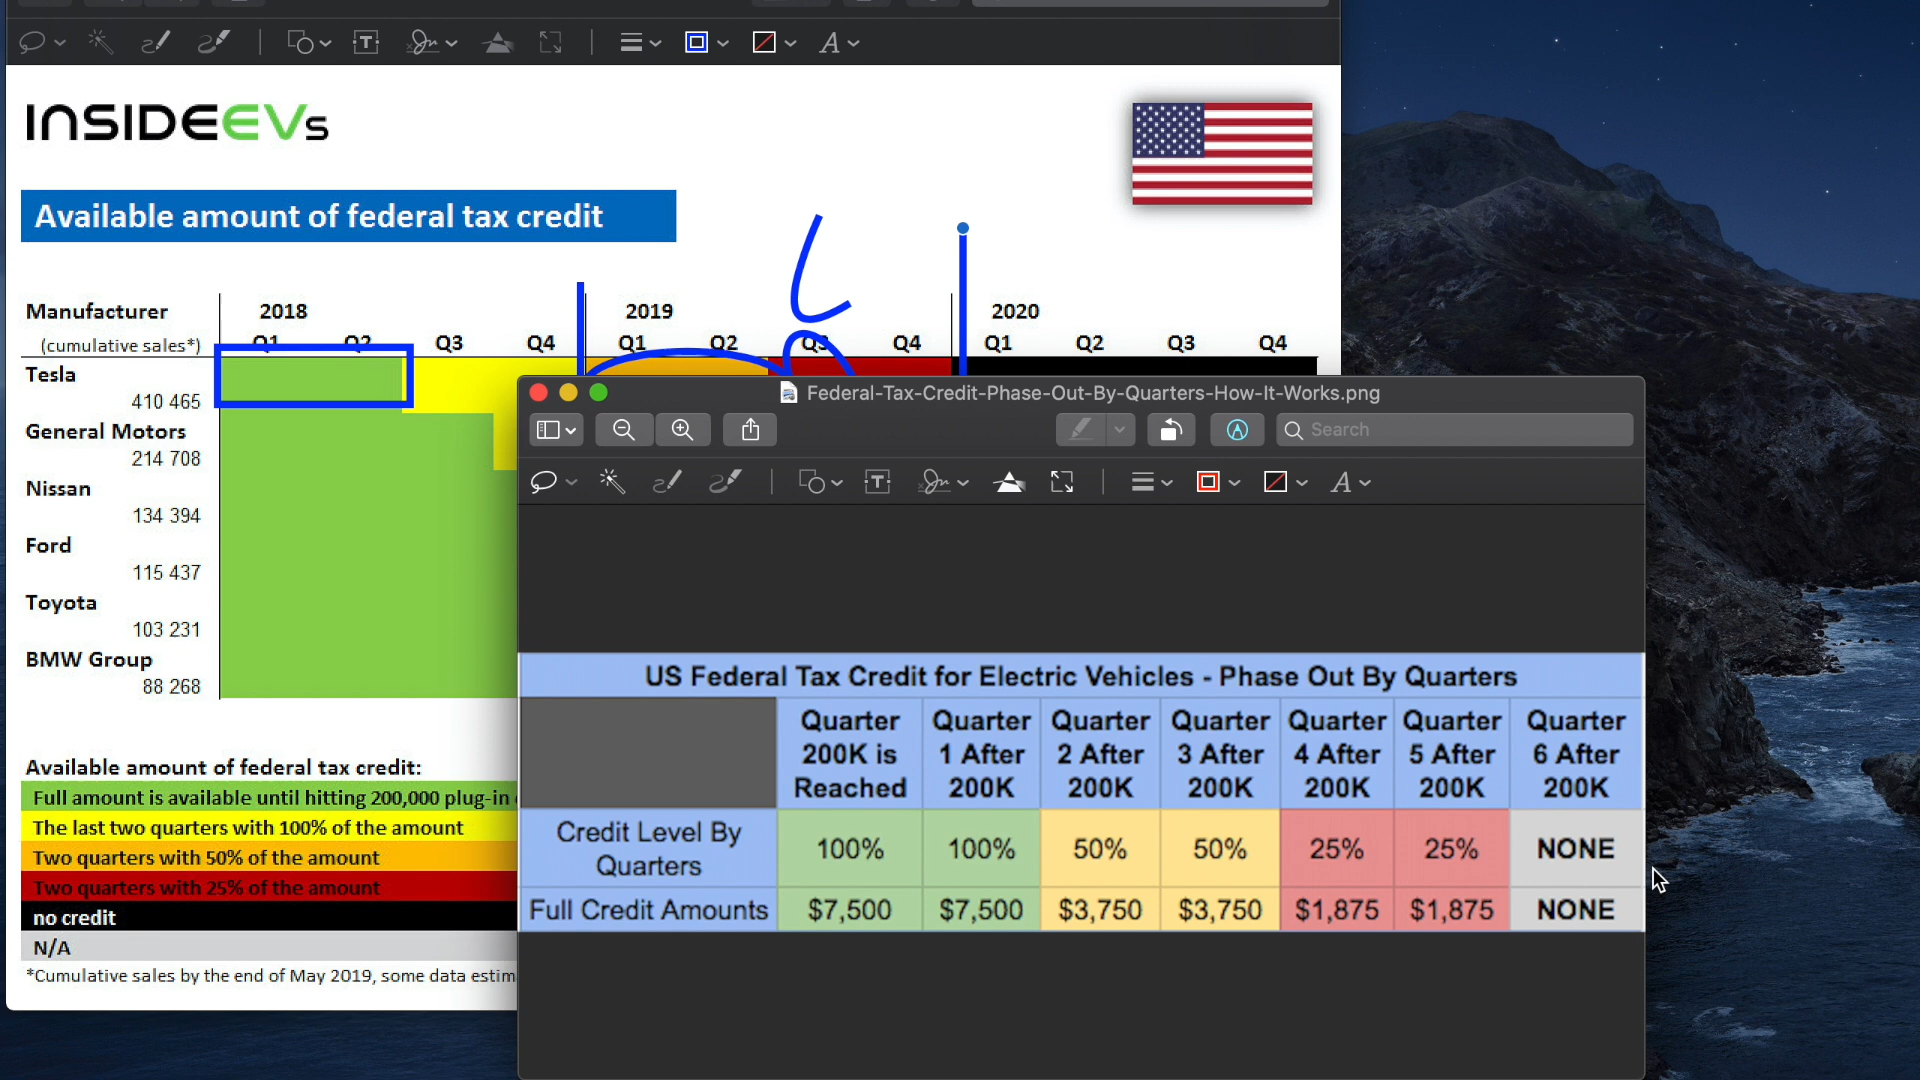 INSIDEEVs
Available amount of federal tax credit
Manufacturer 2018 2019 2020
(cumulative sales*) Q1 Q2 Q3 Q4 Q1 Q2 Q3 Q4 Q1 Q2 Q3 Q4
Tesla
410 465
General Motors
214 708
Nissan
134 394
Ford
115 437
Toyota
103 231
BMW Group
88 268
Available amount of federal tax credit:
Full amount is available until hitting 200,000 plug-in
The last two quarters with 100% of the amount
Two quarters with 50% of the amount
Two quarters with 25% of the amount
no credit
N/A
*Cumulative sales by the end of May 2019, some data estim
Federal-Tax-Credit-Phase-Out-By-Quarters-How-It-Works.png
Search
US Federal Tax Credit for Electric Vehicles - Phase Out By Quarters
Quarter 200K is Reached
Quarter 1 After 200K
Quarter 2 After 200K
Quarter 3 After 200K
Quarter 4 After 200K
Quarter 5 After 200K
Quarter 6 After 200K
Credit Level By Quarters 100% 100% 50% 50% 25% 25% NONE
Full Credit Amounts $7,500 $7,500 $3,750 $3,750 $1,875 $1,875 NONE